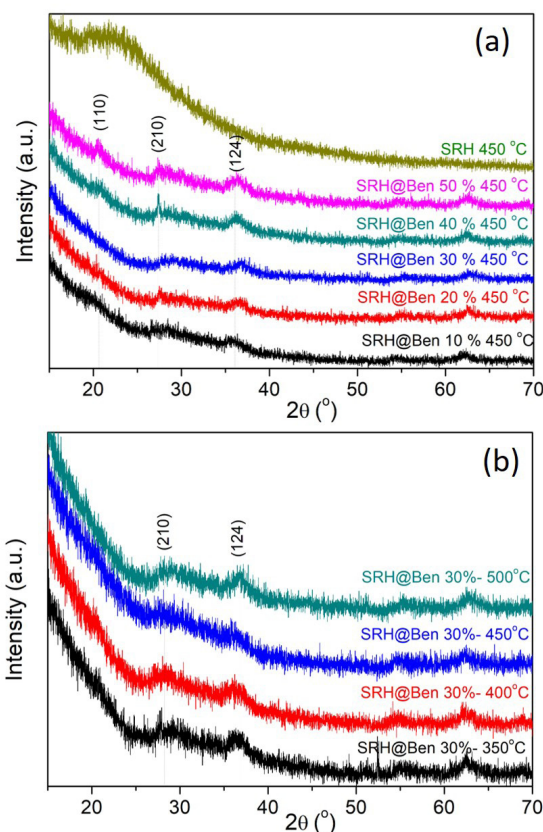 (a)
(110)
(210)
(124)
SRH 450 °C
SRH@Ben 50 % 450 °C
SRH@Ben 40 % 450 °C
SRH@Ben 30 % 450 °C
SRH@Ben 20 % 450 °C
SRH@Ben 10 % 450 °C
Intensity (a.u.)
20 30 40 50 60 70
2θ (°)
(b)
(210)
(124)
SRH@Ben 30%- 500°C
SRH@Ben 30%- 450°C
SRH@Ben 30%- 400°C
SRH@Ben 30%- 350°C
Intensity (a.u.)
20 30 40 50 60 70
2θ (°)